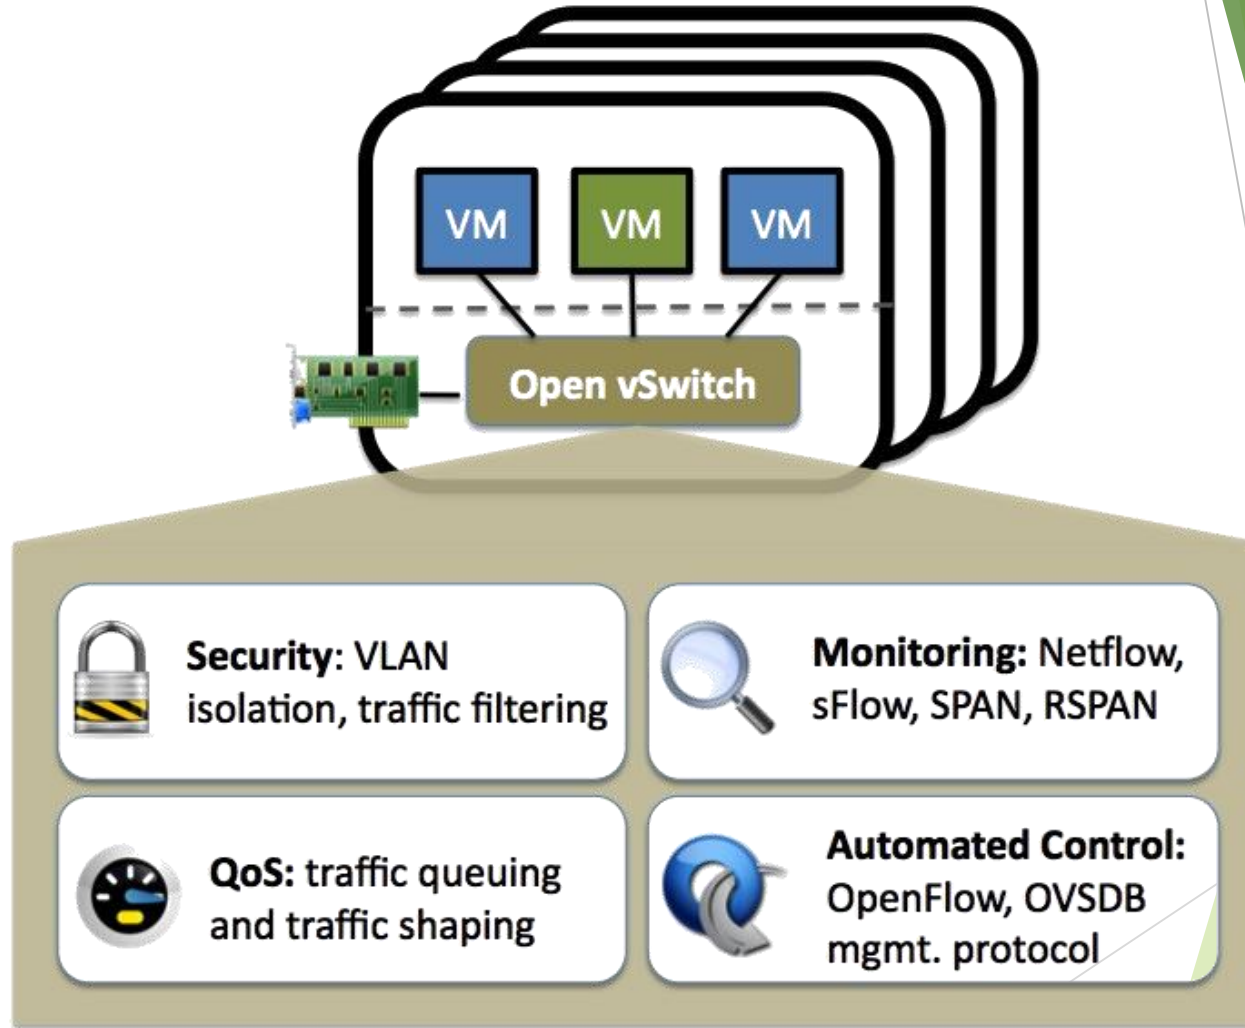 VM VM VM
Open vSwitch
Security: VLAN
isolation, traffic filtering
Monitoring: Netflow,
sFlow, SPAN, RSPAN
QoS: traffic queuing
and traffic shaping
Automated Control:
OpenFlow, OVSDB
mgmt. protocol